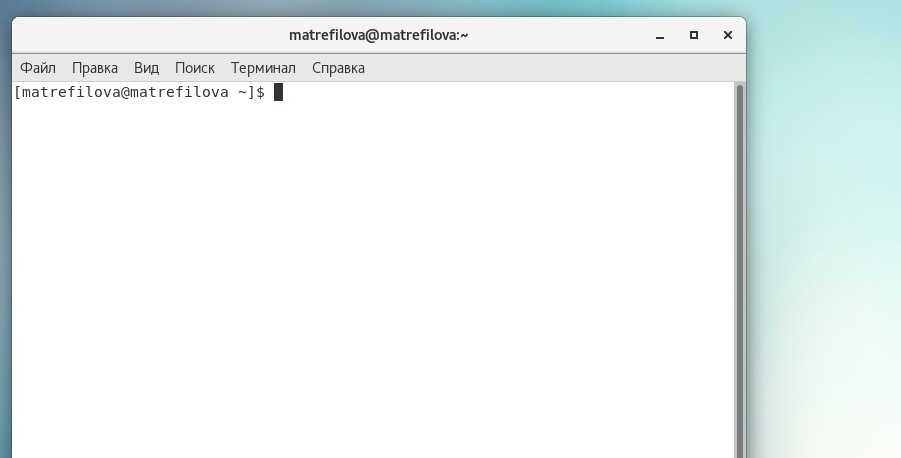 matrefilova@matrefilova:~
Файл Правка Вид Поиск Терминал Справка
[matrefilova@matrefilova ~]$